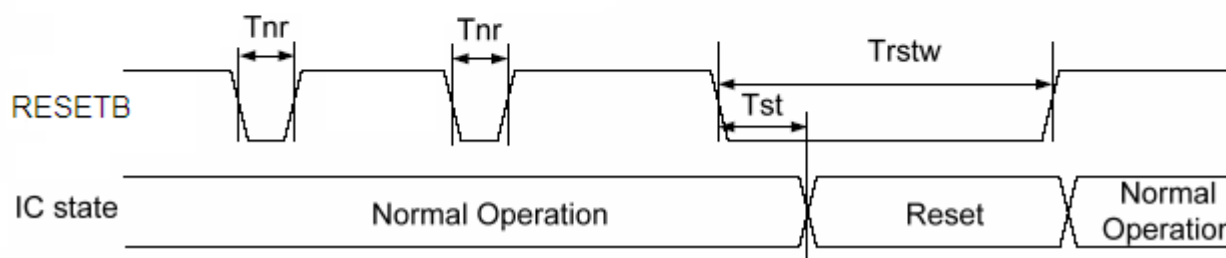 Tnr
Tnr
Trstw
Tst
RESETB
IC state
Normal Operation
Reset
Normal
Operation